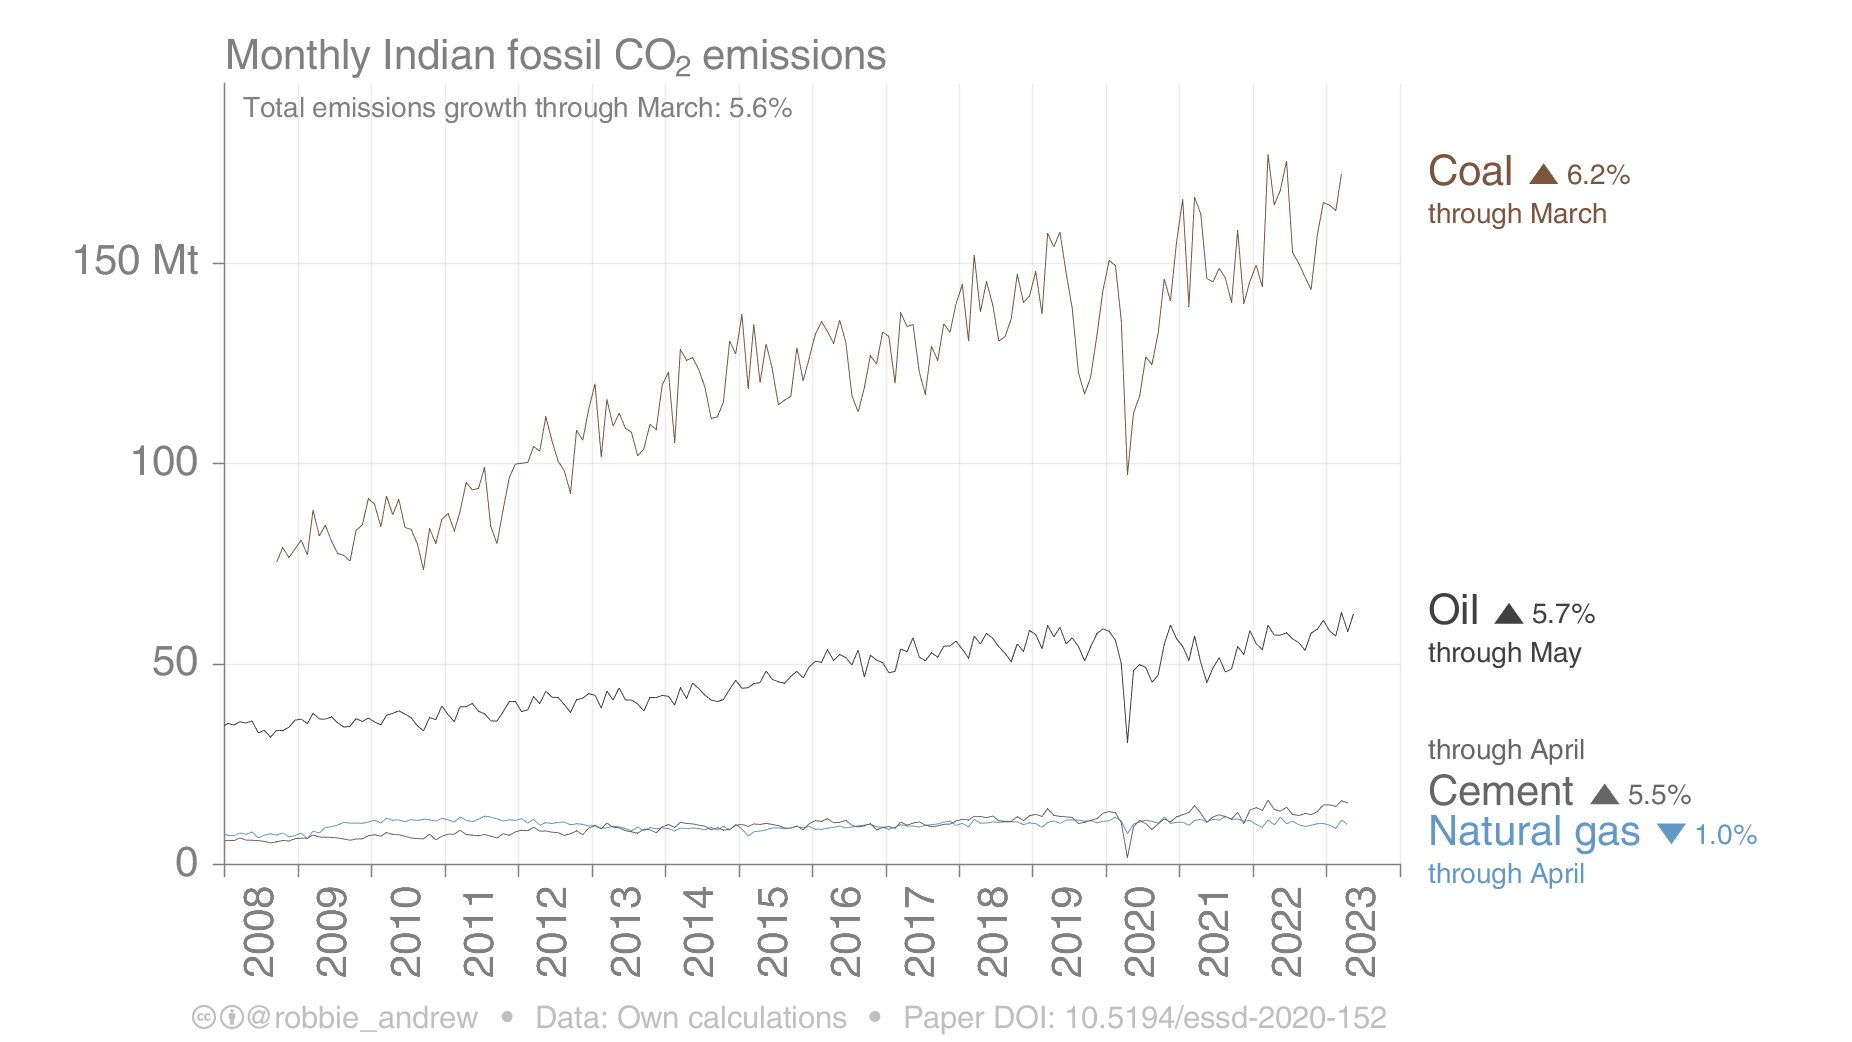 Monthly Indian fossil CO₂ emissions
Total emissions growth through March: 5.6%
150 Mt
100
50
0
Coal ▲ 6.2%
through March
Oil ▲ 5.7%
through May
through April
Cement ▲ 5.5%
Natural gas ▼ 1.0%
through April
2008 2009 2010 2011 2012 2013 2014 2015 2016 2017 2018 2019 2020 2021 2022 2023
@robbie_andrew • Data: Own calculations • Paper DOI: 10.5194/essd-2020-152